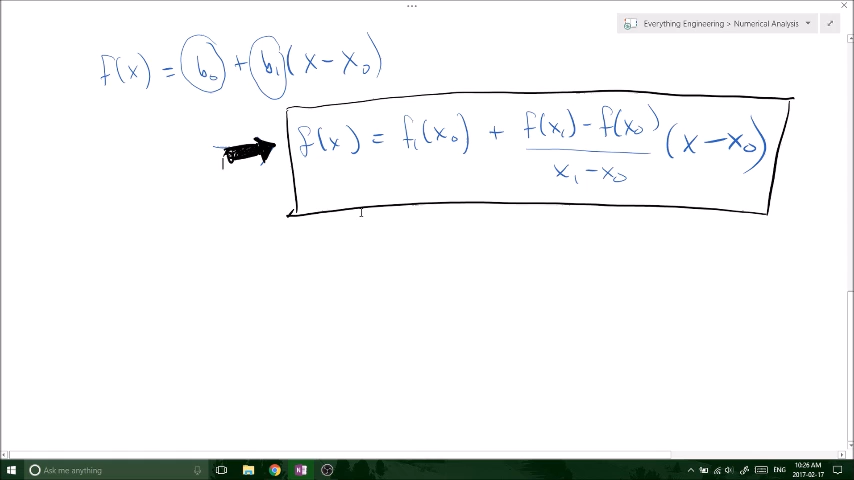 ...
Everything Engineering > Numerical Analysis
f(x) = b₀ + b₁(x - x₀)
f(x) = f₁(x₀) + f(x₁) - f(x₀) / x₁ - x₀ (x - x₀)
Ask me anything
ENG
10:26 AM
2017-02-17